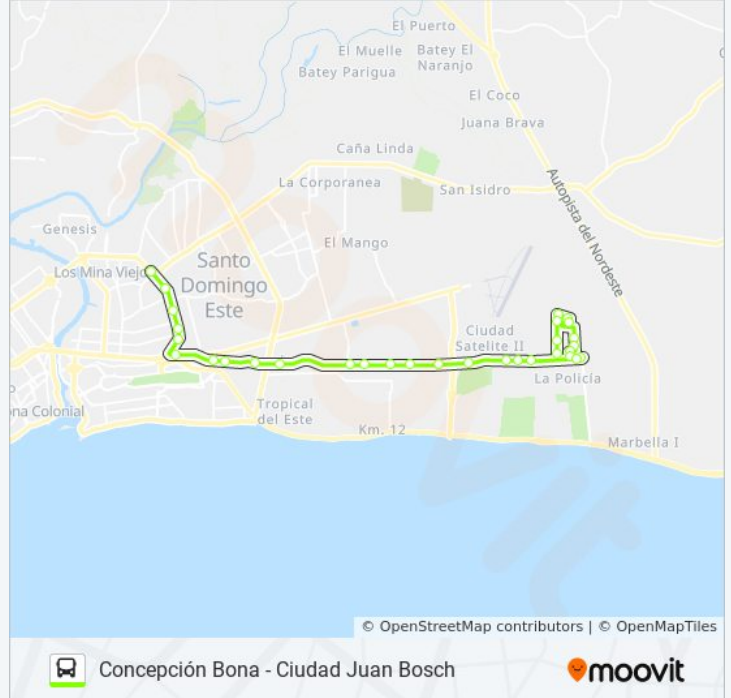 El Puerto
El Muelle
Batey El
Naranjo
Batey Parigua
El Coco
Juana Brava
Caña Linda
La Corporanea
San Isidro
Autopista del Nordeste
Genesis
El Mango
Los Mina Viejo
Santo
Domingo
Este
Ciudad
Satelite II
La Policía
ona Colonial
Tropical
del Este
Km. 12
Marbella I
© OpenStreetMap contributors | © OpenMapTiles
Concepción Bona - Ciudad Juan Bosch
moovit